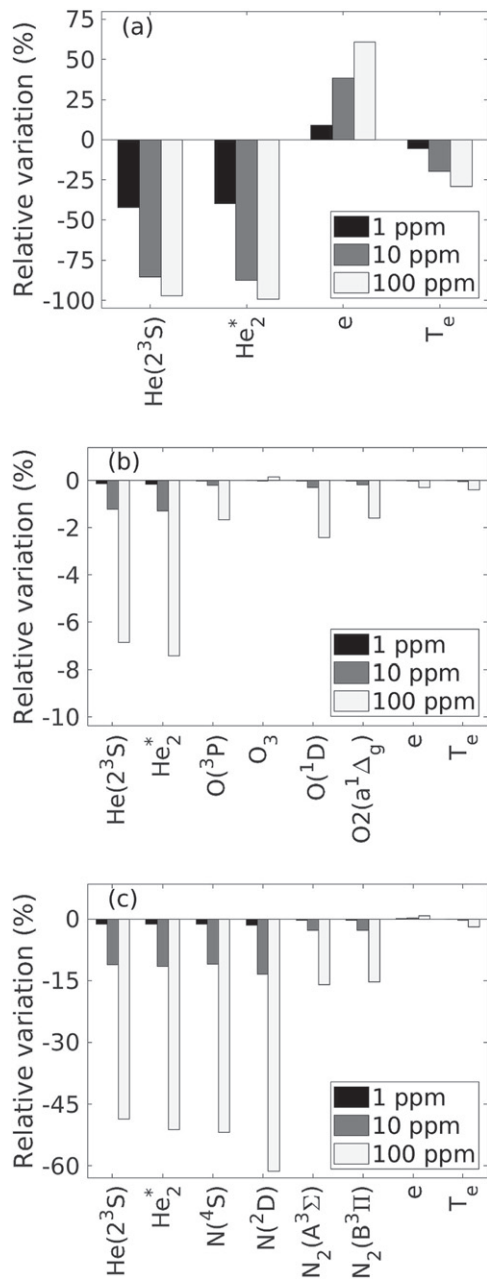 (a)
Relative variation (%)
75
50
25
0
-25
-50
-75
-100
1 ppm
10 ppm
100 ppm
He(2³S)
He₂*
e
Tₑ
(b)
Relative variation (%)
0
-2
-4
-6
-8
-10
1 ppm
10 ppm
100 ppm
He(2³S)
He₂*
O(³P)
O₃
O(¹D)
O2(a¹Δg)
e
Tₑ
(c)
Relative variation (%)
0
-15
-30
-45
-60
1 ppm
10 ppm
100 ppm
He(2³S)
He₂*
N(⁴S)
N(²D)
N₂(A³Σ)
N₂(B³Π)
e
Tₑ